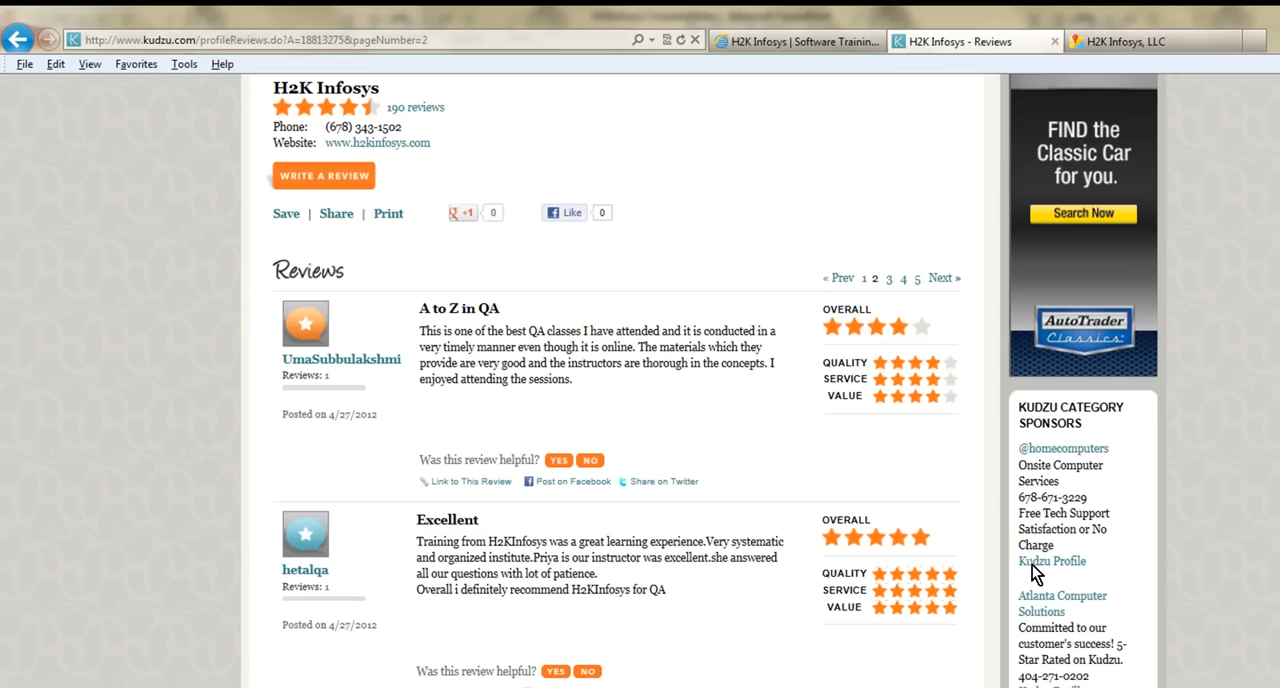 http://www.kudzu.com/profileReviews.do?A=18813275&pageNumber=2
H2K Infosys | Software Trainin...
H2K Infosys - Reviews
H2K Infosys, LLC
File Edit View Favorites Tools Help
H2K Infosys
190 reviews
Phone: (678) 343-1502
Website: www.h2kinfosys.com
WRITE A REVIEW
Save | Share | Print
+1 0
Like 0
Reviews
« Prev 1 2 3 4 5 Next »
UmaSubbulakshmi
Reviews: 1
Posted on 4/27/2012
A to Z in QA
This is one of the best QA classes I have attended and it is conducted in a
very timely manner even though it is online. The materials which they
provide are very good and the instructors are thorough in the concepts. I
enjoyed attending the sessions.
OVERALL
QUALITY
SERVICE
VALUE
Was this review helpful? YES NO
Link to This Review Post on Facebook Share on Twitter
hetalqa
Reviews: 1
Posted on 4/27/2012
Excellent
Training from H2KInfosys was a great learning experience.Very systematic
and organized institute.Priya is our instructor was excellent.she answered
all our questions with lot of patience.
Overall i definitely recommend H2KInfosys for QA
OVERALL
QUALITY
SERVICE
VALUE
Was this review helpful? YES NO
FIND the
Classic Car
for you.
Search Now
AutoTrader
Classics
KUDZU CATEGORY
SPONSORS
@homecomputers
Onsite Computer
Services
678-671-3229
Free Tech Support
Satisfaction or No
Charge
Kudzu Profile
Atlanta Computer
Solutions
Committed to our
customer's success! 5-
Star Rated on Kudzu.
404-271-0202
Kudzu Profile